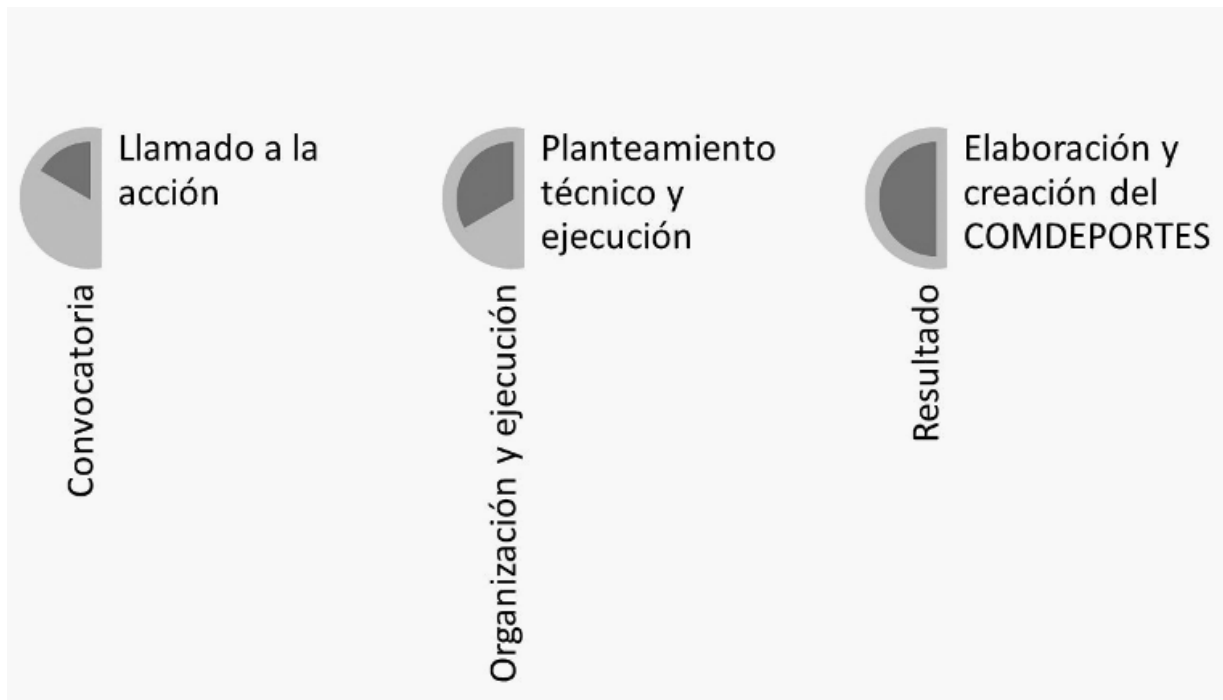 Llamado a la
acción
Convocatoria
Planteamiento
técnico y
ejecución
Organización y ejecución
Elaboración y
creación del
COMDEPORTES
Resultado